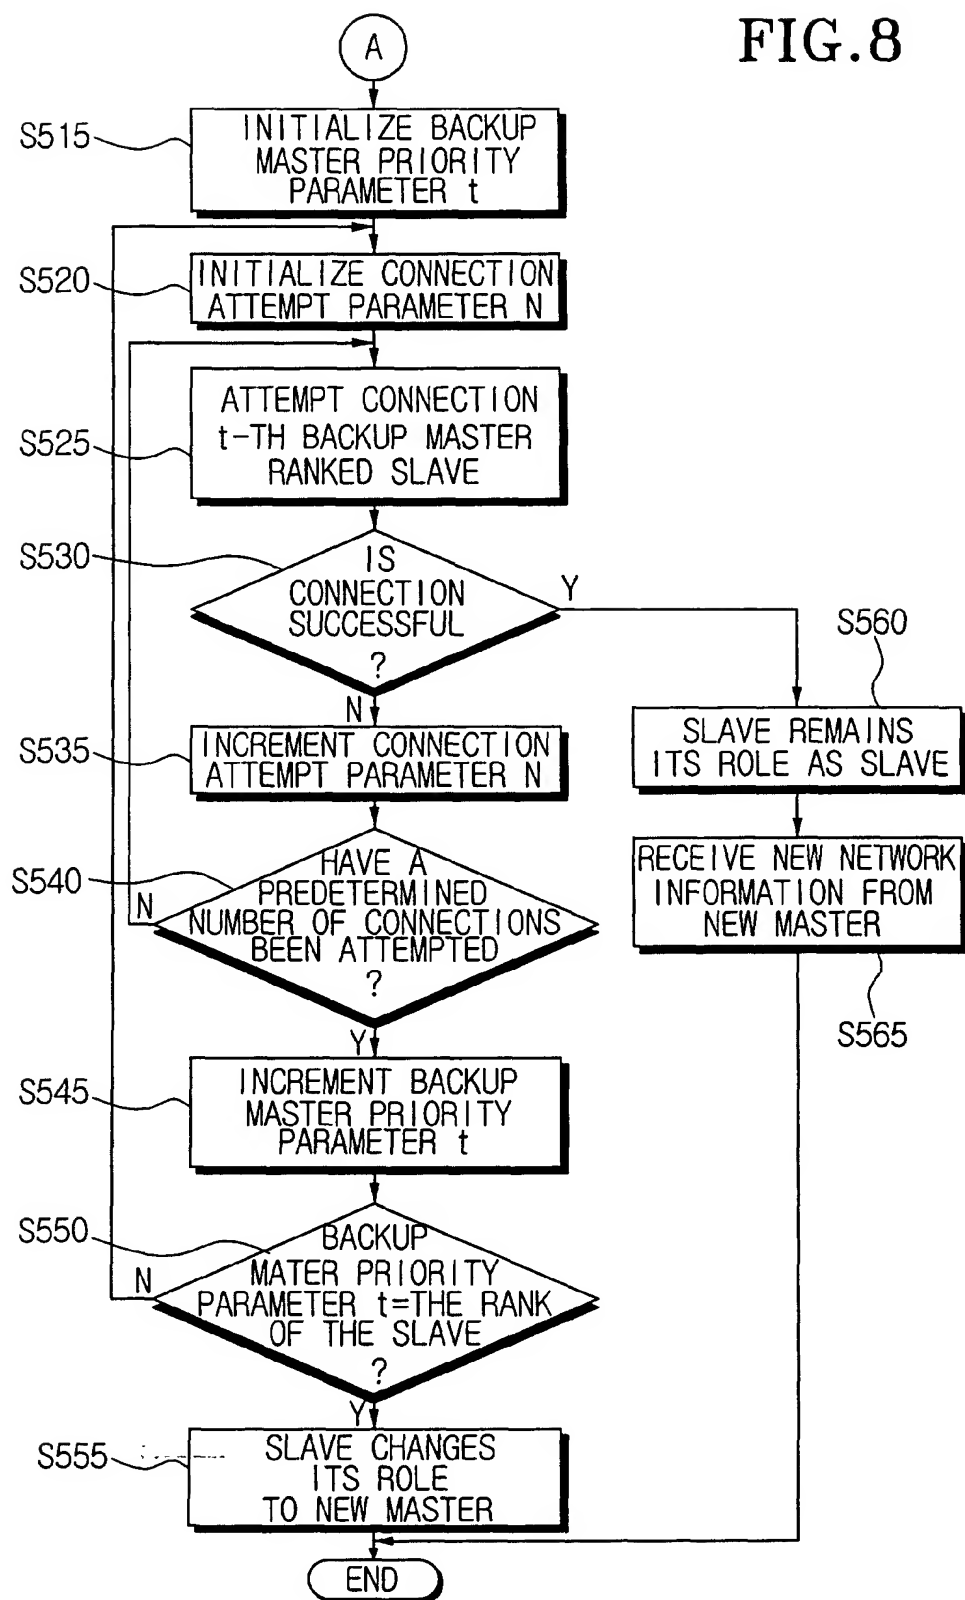 FIG.8
A
S515
INITIALIZE BACKUP
MASTER PRIORITY
PARAMETER t
S520
INITIALIZE CONNECTION
ATTEMPT PARAMETER N
S525
ATTEMPT CONNECTION
t-TH BACKUP MASTER
RANKED SLAVE
S530
IS
CONNECTION
SUCCESSFUL
?
Y
N
S535
INCREMENT CONNECTION
ATTEMPT PARAMETER N
S540
HAVE A
PREDETERMINED
NUMBER OF CONNECTIONS
BEEN ATTEMPTED
?
N
Y
S545
INCREMENT BACKUP
MASTER PRIORITY
PARAMETER t
S550
BACKUP
MATER PRIORITY
PARAMETER t=THE RANK
OF THE SLAVE
?
N
Y
S555
SLAVE CHANGES
ITS ROLE
TO NEW MASTER
S560
SLAVE REMAINS
ITS ROLE AS SLAVE
RECEIVE NEW NETWORK
INFORMATION FROM
NEW MASTER
S565
END